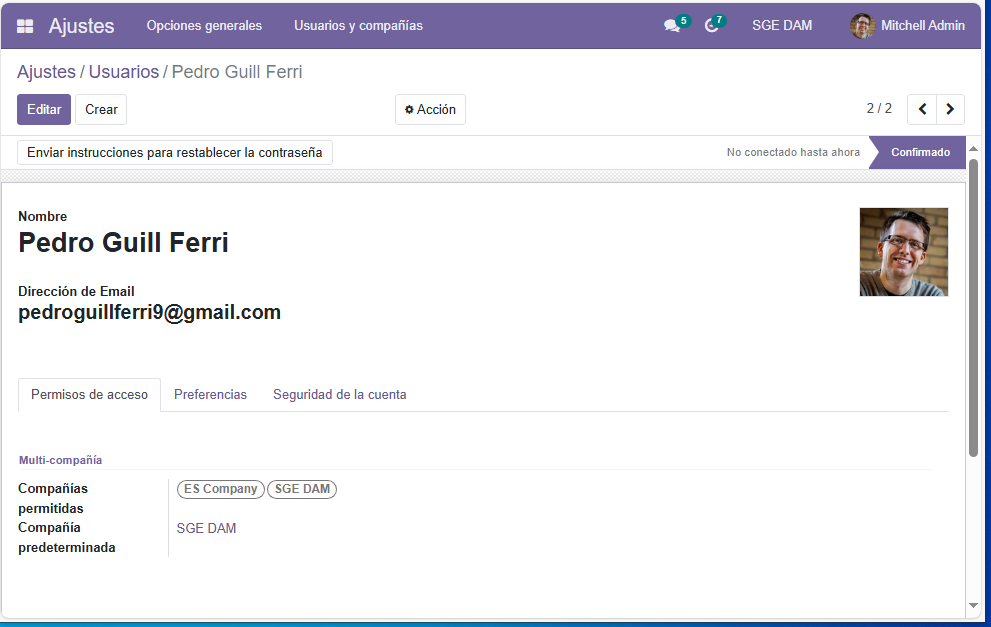 Ajustes Opciones generales Usuarios y compañías 5 7 SGE DAM Mitchell Admin
Ajustes / Usuarios / Pedro Guill Ferri
Editar Crear Acción 2 / 2
Enviar instrucciones para restablecer la contraseña No conectado hasta ahora Confirmado
Nombre
Pedro Guill Ferri
Dirección de Email
pedroguillferri9@gmail.com
Permisos de acceso Preferencias Seguridad de la cuenta
Multi-compañía
Compañías ES Company SGE DAM
permitidas
Compañía SGE DAM
predeterminada